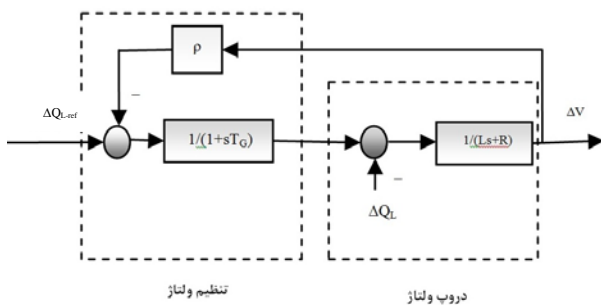 ρ
–
ΔQL-ref
1/(1+sTG)
1/(Ls+R)
ΔV
–
ΔQL
تنظیم ولتاژ
دروپ ولتاژ